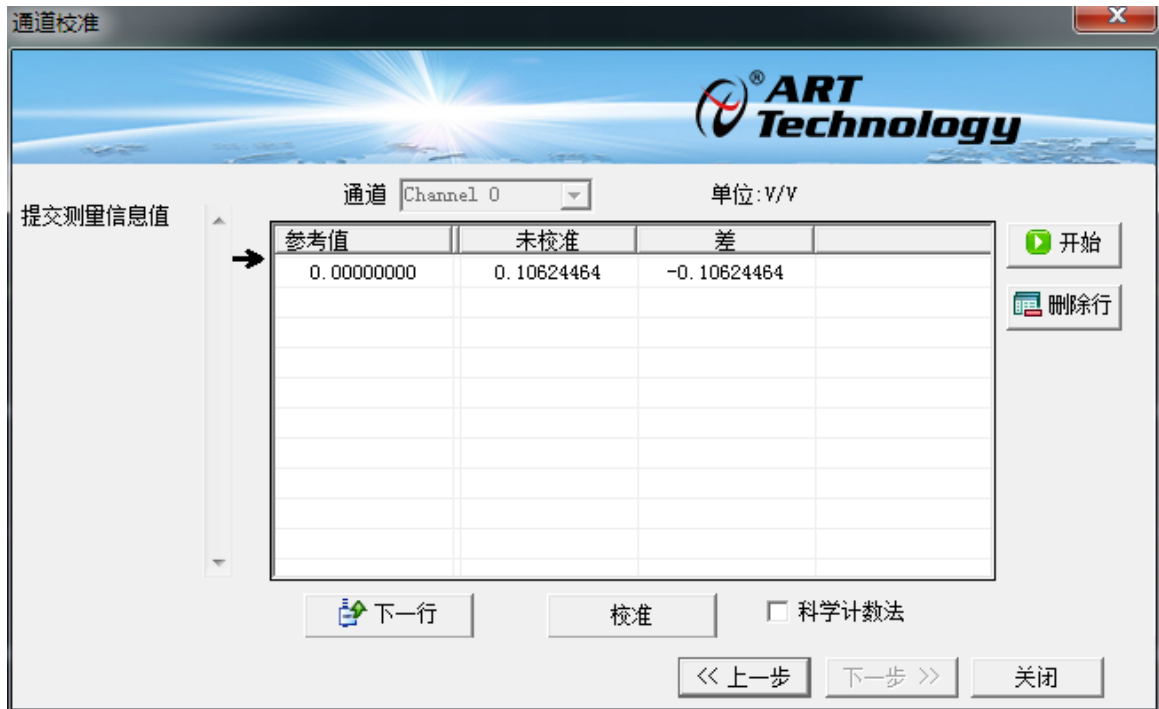 通道校准
®ART
Technology
通道 Channel 0 单位:V/V
提交测量信息值
参考值 未校准 差
0.00000000 0.10624464 -0.10624464
开始
删除行
下一行 校准 科学计数法
<< 上一步 下一步 >> 关闭